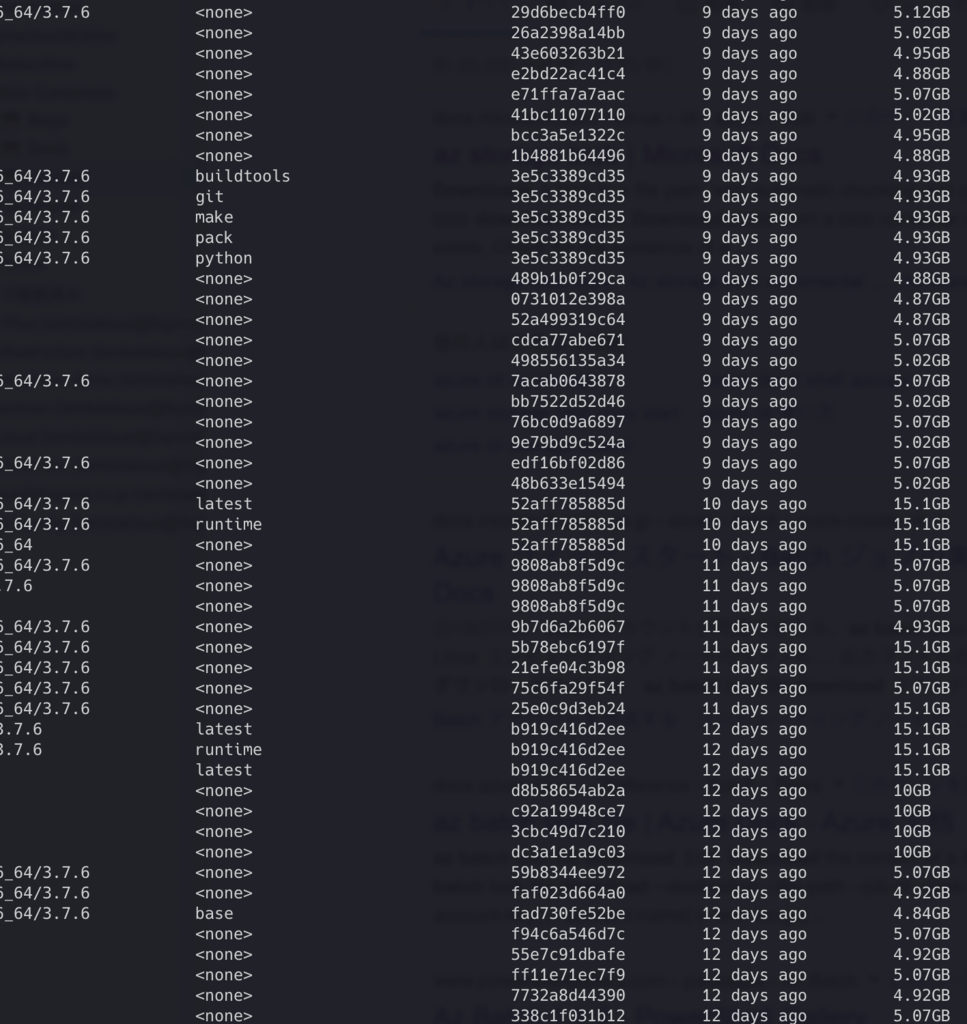 5_64/3.7.6 <none> 29d6becb4ff0 9 days ago 5.12GB
<none> 26a2398a14bb 9 days ago 5.02GB
<none> 43e603263b21 9 days ago 4.95GB
<none> e2bd22ac41c4 9 days ago 4.88GB
<none> e71ffa7a7aac 9 days ago 5.07GB
<none> 41bc11077110 9 days ago 5.02GB
<none> bcc3a5e1322c 9 days ago 4.95GB
<none> 1b4881b64496 9 days ago 4.88GB
5_64/3.7.6 buildtools 3e5c3389cd35 9 days ago 4.93GB
5_64/3.7.6 git 3e5c3389cd35 9 days ago 4.93GB
5_64/3.7.6 make 3e5c3389cd35 9 days ago 4.93GB
5_64/3.7.6 pack 3e5c3389cd35 9 days ago 4.93GB
5_64/3.7.6 python 3e5c3389cd35 9 days ago 4.93GB
<none> 489b1b0f29ca 9 days ago 4.88GB
<none> 0731012e398a 9 days ago 4.87GB
<none> 52a499319c64 9 days ago 4.87GB
<none> cdca77abe671 9 days ago 5.07GB
<none> 498556135a34 9 days ago 5.02GB
5_64/3.7.6 <none> 7acab0643878 9 days ago 5.07GB
<none> bb7522d52d46 9 days ago 5.02GB
<none> 76bc0d9a6897 9 days ago 5.07GB
<none> 9e79bd9c524a 9 days ago 5.02GB
5_64/3.7.6 <none> edf16bf02d86 9 days ago 5.07GB
<none> 48b633e15494 9 days ago 5.02GB
5_64/3.7.6 latest 52aff785885d 10 days ago 15.1GB
5_64/3.7.6 runtime 52aff785885d 10 days ago 15.1GB
5_64 <none> 52aff785885d 10 days ago 15.1GB
5_64/3.7.6 <none> 9808ab8f5d9c 11 days ago 5.07GB
.7.6 <none> 9808ab8f5d9c 11 days ago 5.07GB
<none> 9808ab8f5d9c 11 days ago 5.07GB
5_64/3.7.6 <none> 9b7d6a2b6067 11 days ago 4.93GB
5_64/3.7.6 <none> 5b78ebc6197f 11 days ago 15.1GB
5_64/3.7.6 <none> 21efe04c3b98 11 days ago 15.1GB
5_64/3.7.6 <none> 75c6fa29f54f 11 days ago 5.07GB
5_64/3.7.6 <none> 25e0c9d3eb24 11 days ago 15.1GB
3.7.6 latest b919c416d2ee 12 days ago 15.1GB
3.7.6 runtime b919c416d2ee 12 days ago 15.1GB
latest b919c416d2ee 12 days ago 15.1GB
<none> d8b58654ab2a 12 days ago 10GB
<none> c92a19948ce7 12 days ago 10GB
<none> 3cbc49d7c210 12 days ago 10GB
<none> dc3a1e1a9c03 12 days ago 10GB
5_64/3.7.6 <none> 59b8344ee972 12 days ago 5.07GB
5_64/3.7.6 <none> faf023d664a0 12 days ago 4.92GB
5_64/3.7.6 base fad730fe52be 12 days ago 4.84GB
<none> f94c6a546d7c 12 days ago 5.07GB
<none> 55e7c91dbafe 12 days ago 4.92GB
<none> ff11e71ec7f9 12 days ago 5.07GB
<none> 7732a8d44390 12 days ago 4.92GB
<none> 338c1f031b12 12 days ago 5.07GB